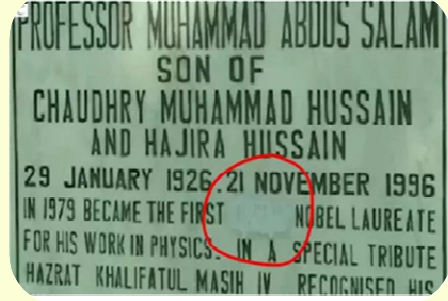 PROFESSOR MUHAMMAD ABDUS SALAM
SON OF
CHAUDHRY MUHAMMAD HUSSAIN
AND HAJIRA HUSSAIN
29 JANUARY 1926. 21 NOVEMBER 1996
IN 1979 BECAME THE FIRST NOBEL LAUREATE
FOR HIS WORK IN PHYSICS. IN A SPECIAL TRIBUTE
HAZRAT KHALIFATUL MASIH IV RECOGNISED HIS